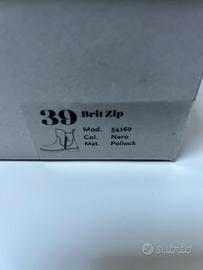 39 Brit Zip
Mod. 54160
Col. Nero
Mat. Pollock
subito